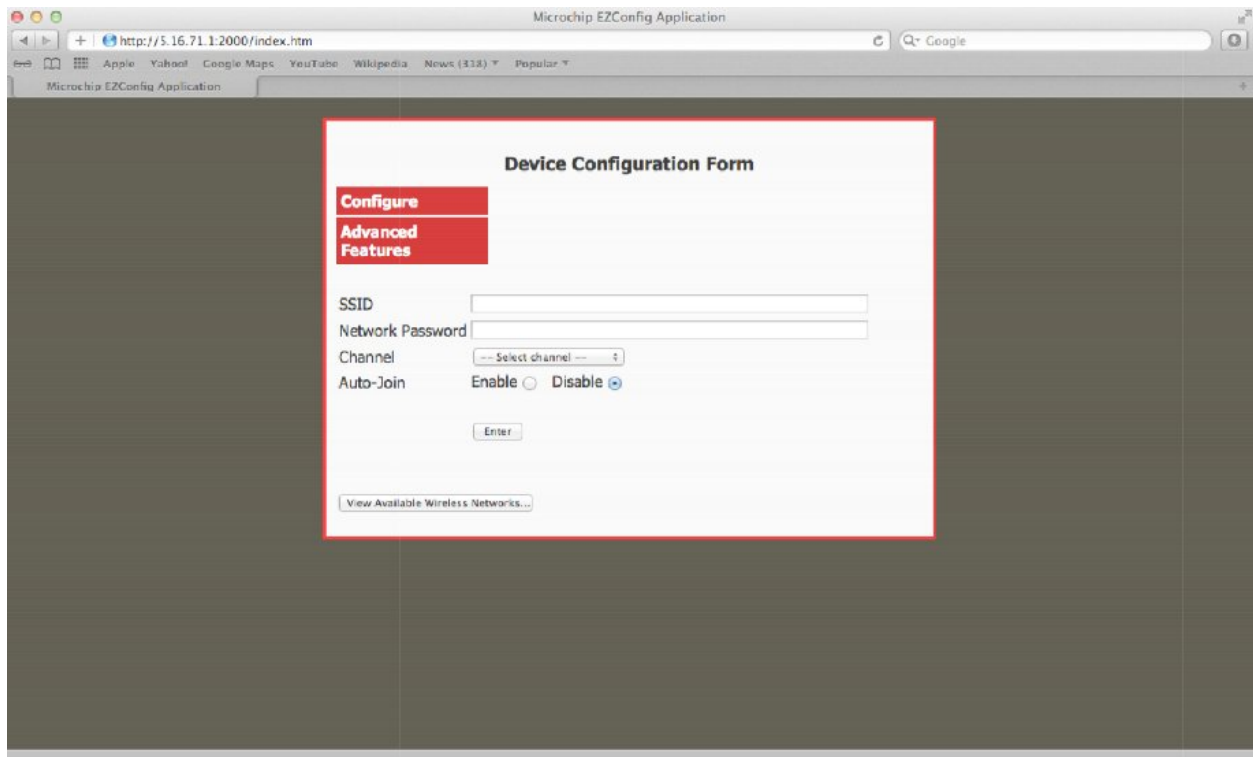 Microchip EZConfig Application
+ http://5.16.71.1:2000/index.htm Google
Apple Yahoo! Google Maps YouTube Wikipedia News (318) Popular
Microchip EZConfig Application +
Device Configuration Form
Configure
Advanced
Features
SSID
Network Password
Channel -- Select channel --
Auto-Join Enable Disable
Enter
View Available Wireless Networks...